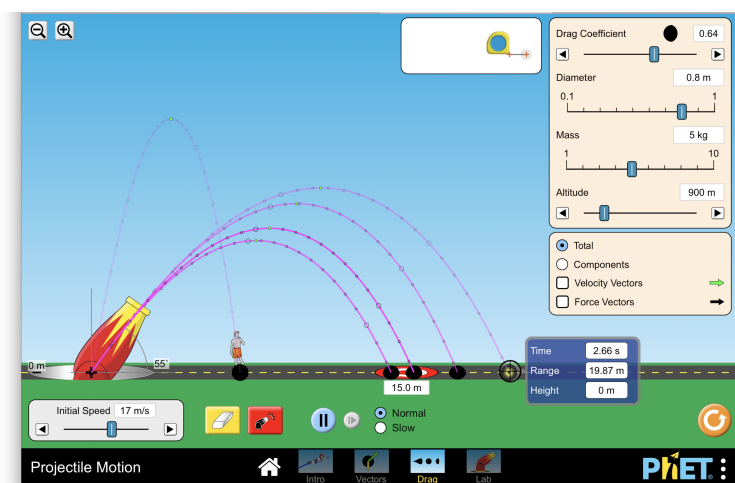 Drag Coefficient 0.64
Diameter 0.8 m
0.1 1
Mass 5 kg
1 10
Altitude 900 m
Total
Components
Velocity Vectors
Force Vectors
0 m
55°
15.0 m
Time 2.66 s
Range 19.87 m
Height 0 m
Initial Speed 17 m/s
Normal
Slow
Projectile Motion
Intro
Vectors
Drag
Lab
PhET